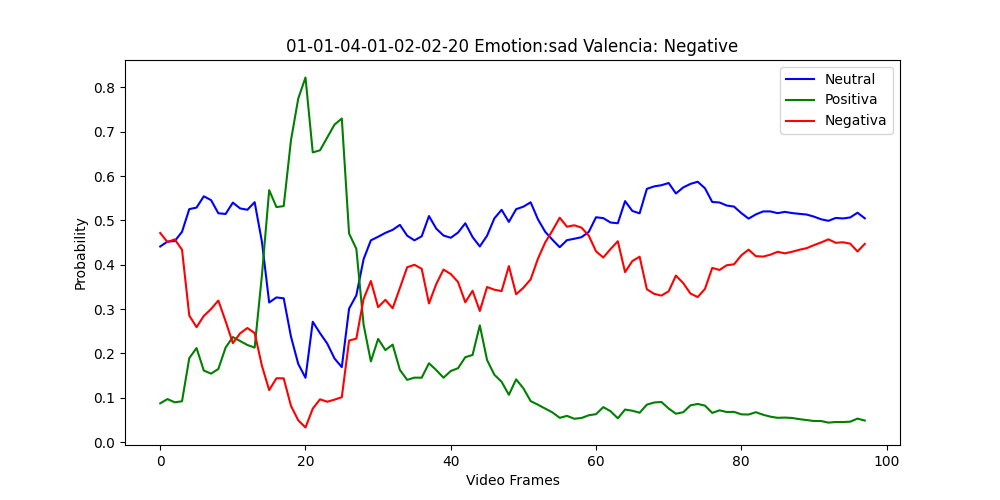 01-01-04-01-02-02-20 Emotion:sad Valencia: Negative
Neutral
Positiva
Negativa
Probability
0.8
0.7
0.6
0.5
0.4
0.3
0.2
0.1
0.0
0 20 40 60 80 100
Video Frames